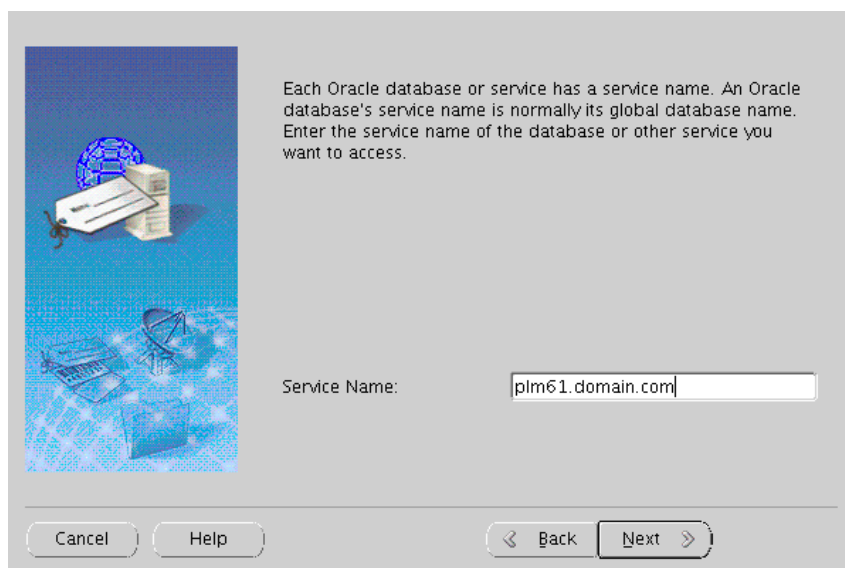 Each Oracle database or service has a service name. An Oracle
database's service name is normally its global database name.
Enter the service name of the database or other service you
want to access.
Service Name:
plm61.domain.com
Cancel
Help
Back
Next